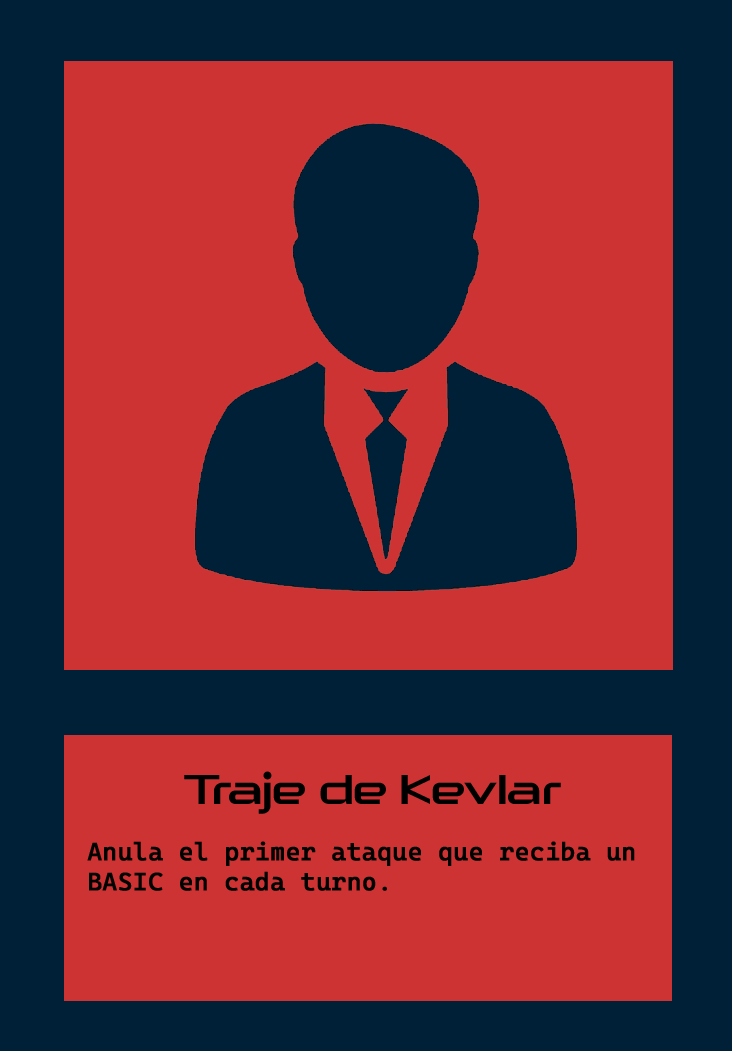 Traje de Kevlar
Anula el primer ataque que reciba un
BASIC en cada turno.